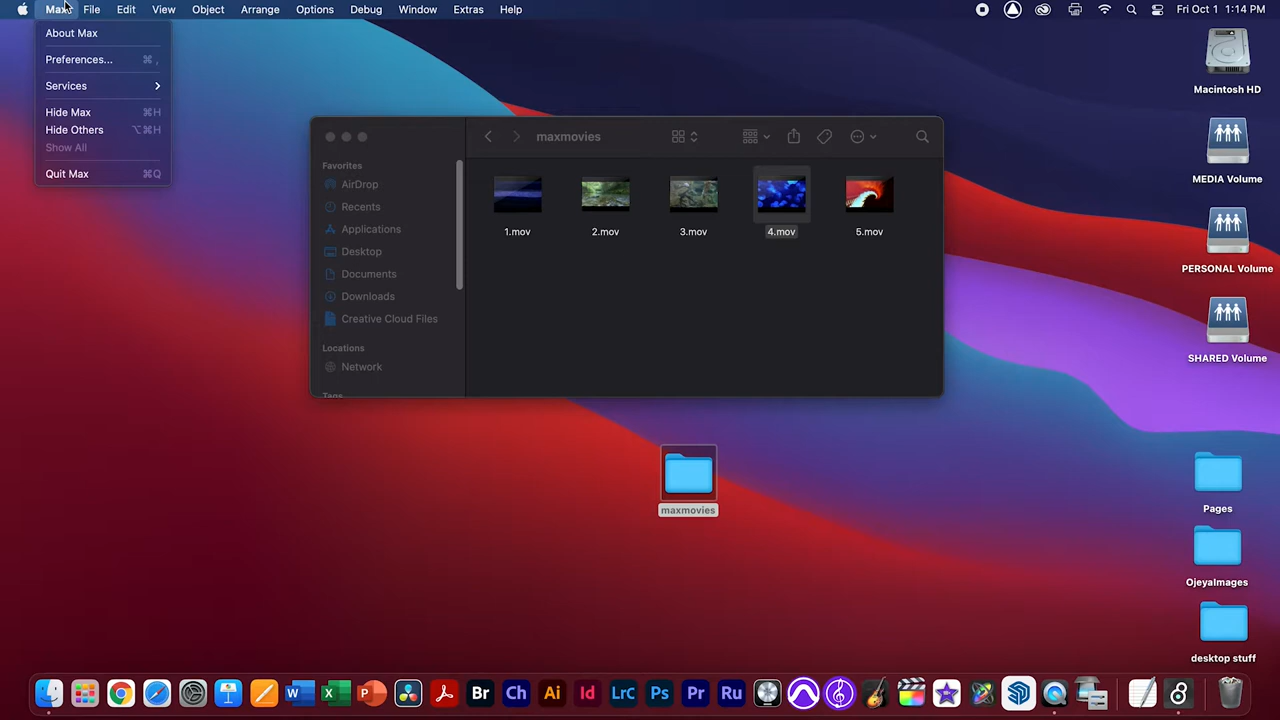 Max File Edit View Object Arrange Options Debug Window Extras Help Fri Oct 1 1:14 PM
About Max
Preferences... ⌘ ,
Services
Hide Max ⌘H
Hide Others ⌥⌘H
Show All
Quit Max ⌘Q
maxmovies
Favorites
AirDrop
Recents
Applications
Desktop
Documents
Downloads
Creative Cloud Files
Locations
Network
Tags
1.mov 2.mov 3.mov 4.mov 5.mov
maxmovies
Macintosh HD
MEDIA Volume
PERSONAL Volume
SHARED Volume
Pages
OjeyaImages
desktop stuff
W X P Br Ch Ai Id LrC Ps Pr Ru